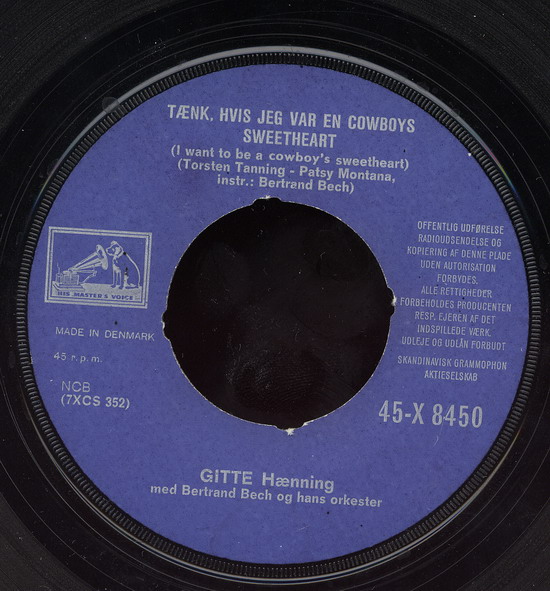 TÆNK, HVIS JEG VAR EN COWBOYS
SWEETHEART
(I want to be a cowboy's sweetheart)
(Torsten Tanning - Patsy Montana,
instr.: Bertrand Bech)
HIS MASTER'S VOICE
MADE IN DENMARK
45 r.p.m.
NCB
(7XCS 352)
OFFENTLIG UDFØRELSE
RADIOUDSENDELSE OG
KOPIERING AF DENNE PLADE
UDEN AUTORISATION
FORBYDES.
ALLE RETTIGHEDER
FORBEHOLDES PRODUCENTEN
RESP. EJEREN AF DET
INDSPILLEDE VÆRK.
UDLEJE OG UDLÅN FORBUDT
SKANDINAVISK GRAMMOPHON
AKTIESELSKAB
45-X 8450
GiTTE Hænning
med Bertrand Bech og hans orkester